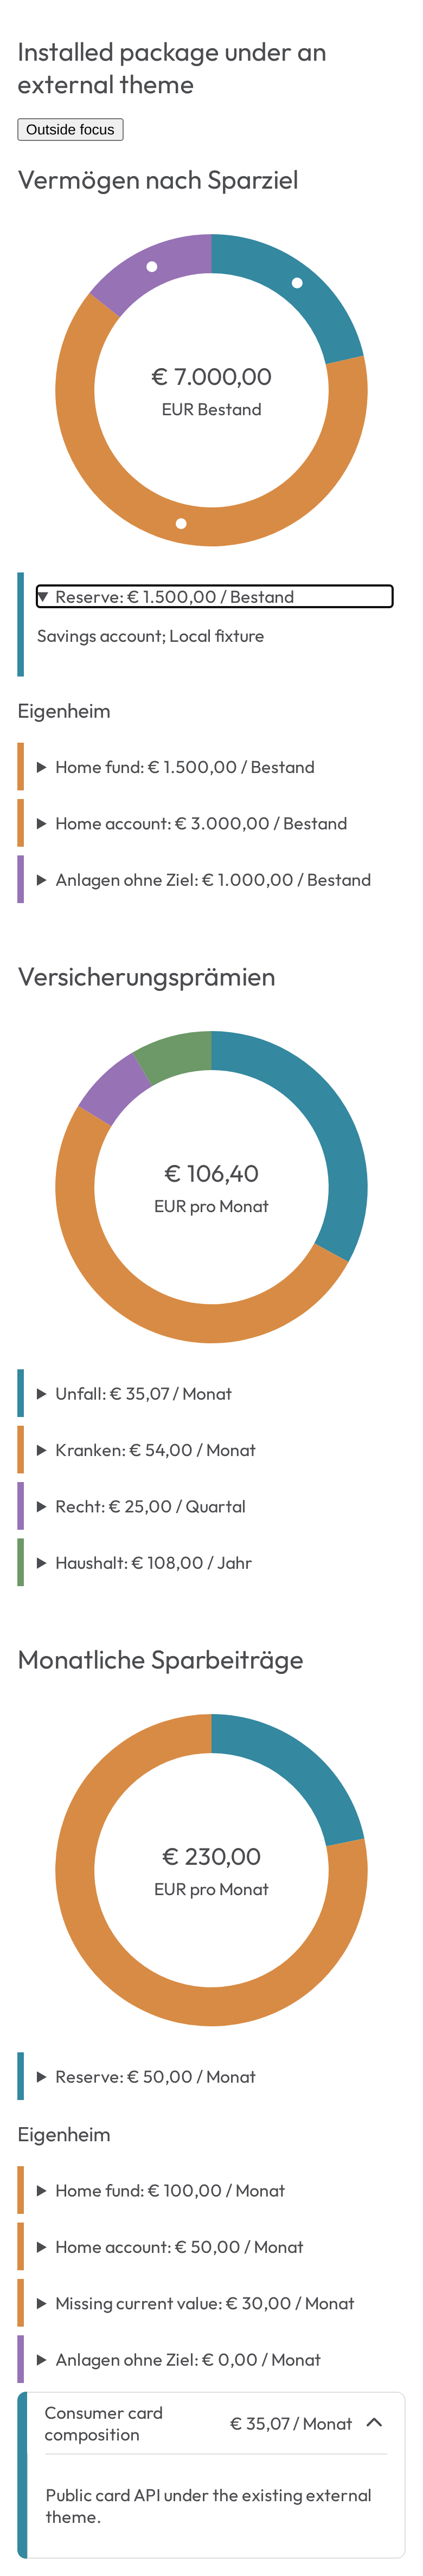 Installed package under an
external theme
Outside focus
Vermögen nach Sparziel
€ 7.000,00
EUR Bestand
Reserve: € 1.500,00 / Bestand
Savings account; Local fixture
Eigenheim
Home fund: € 1.500,00 / Bestand
Home account: € 3.000,00 / Bestand
Anlagen ohne Ziel: € 1.000,00 / Bestand
Versicherungsprämien
€ 106,40
EUR pro Monat
Unfall: € 35,07 / Monat
Kranken: € 54,00 / Monat
Recht: € 25,00 / Quartal
Haushalt: € 108,00 / Jahr
Monatliche Sparbeiträge
€ 230,00
EUR pro Monat
Reserve: € 50,00 / Monat
Eigenheim
Home fund: € 100,00 / Monat
Home account: € 50,00 / Monat
Missing current value: € 30,00 / Monat
Anlagen ohne Ziel: € 0,00 / Monat
Consumer card
composition
€ 35,07 / Monat
Public card API under the existing external
theme.